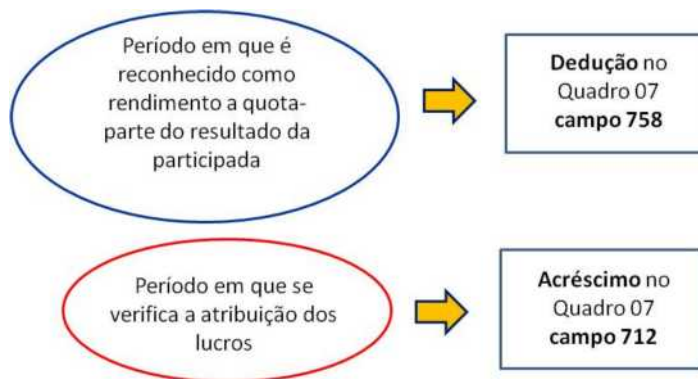 Período em que é
reconhecido como
rendimento a quota-
parte do resultado da
participada
Dedução no
Quadro 07
campo 758
Período em que se
verifica a atribuição dos
lucros
Acréscimo no
Quadro 07
campo 712